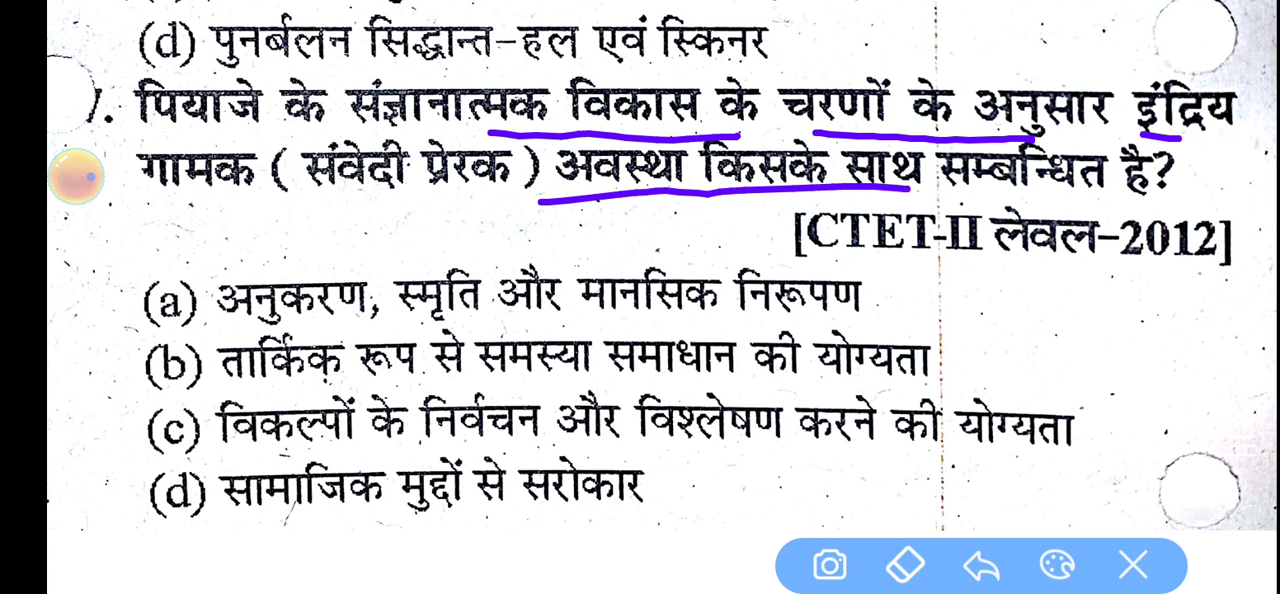 (d) पुनर्बलन सिद्धान्त-हल एवं स्किनर
). पियाजे के संज्ञानात्मक विकास के चरणों के अनुसार इंद्रिय
गामक ( संवेदी प्रेरक ) अवस्था किसके साथ सम्बन्धित है?
[CTET-II लेवल-2012]
(a) अनुकरण, स्मृति और मानसिक निरूपण
(b) तार्किक रूप से समस्या समाधान की योग्यता
(c) विकल्पों के निर्वचन और विश्लेषण करने की योग्यता
(d) सामाजिक मुद्दों से सरोकार